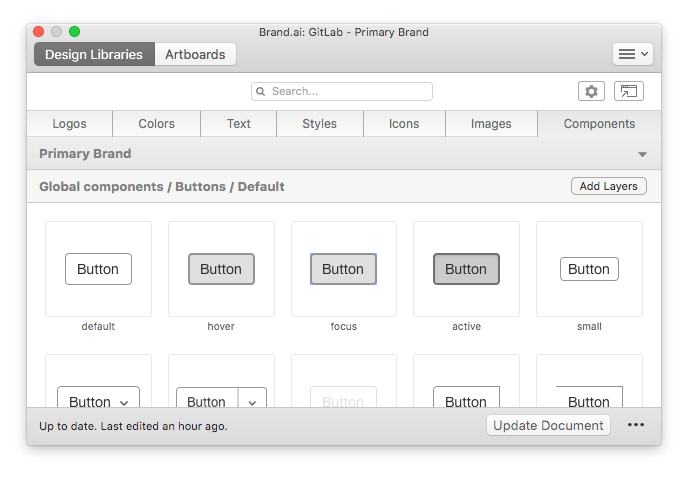 Brand.ai: GitLab - Primary Brand
Design Libraries Artboards
Search...
Logos Colors Text Styles Icons Images Components
Primary Brand
Global components / Buttons / Default Add Layers
Button Button Button Button Button
default hover focus active small
Button Button Button Button Button
Up to date. Last edited an hour ago. Update Document